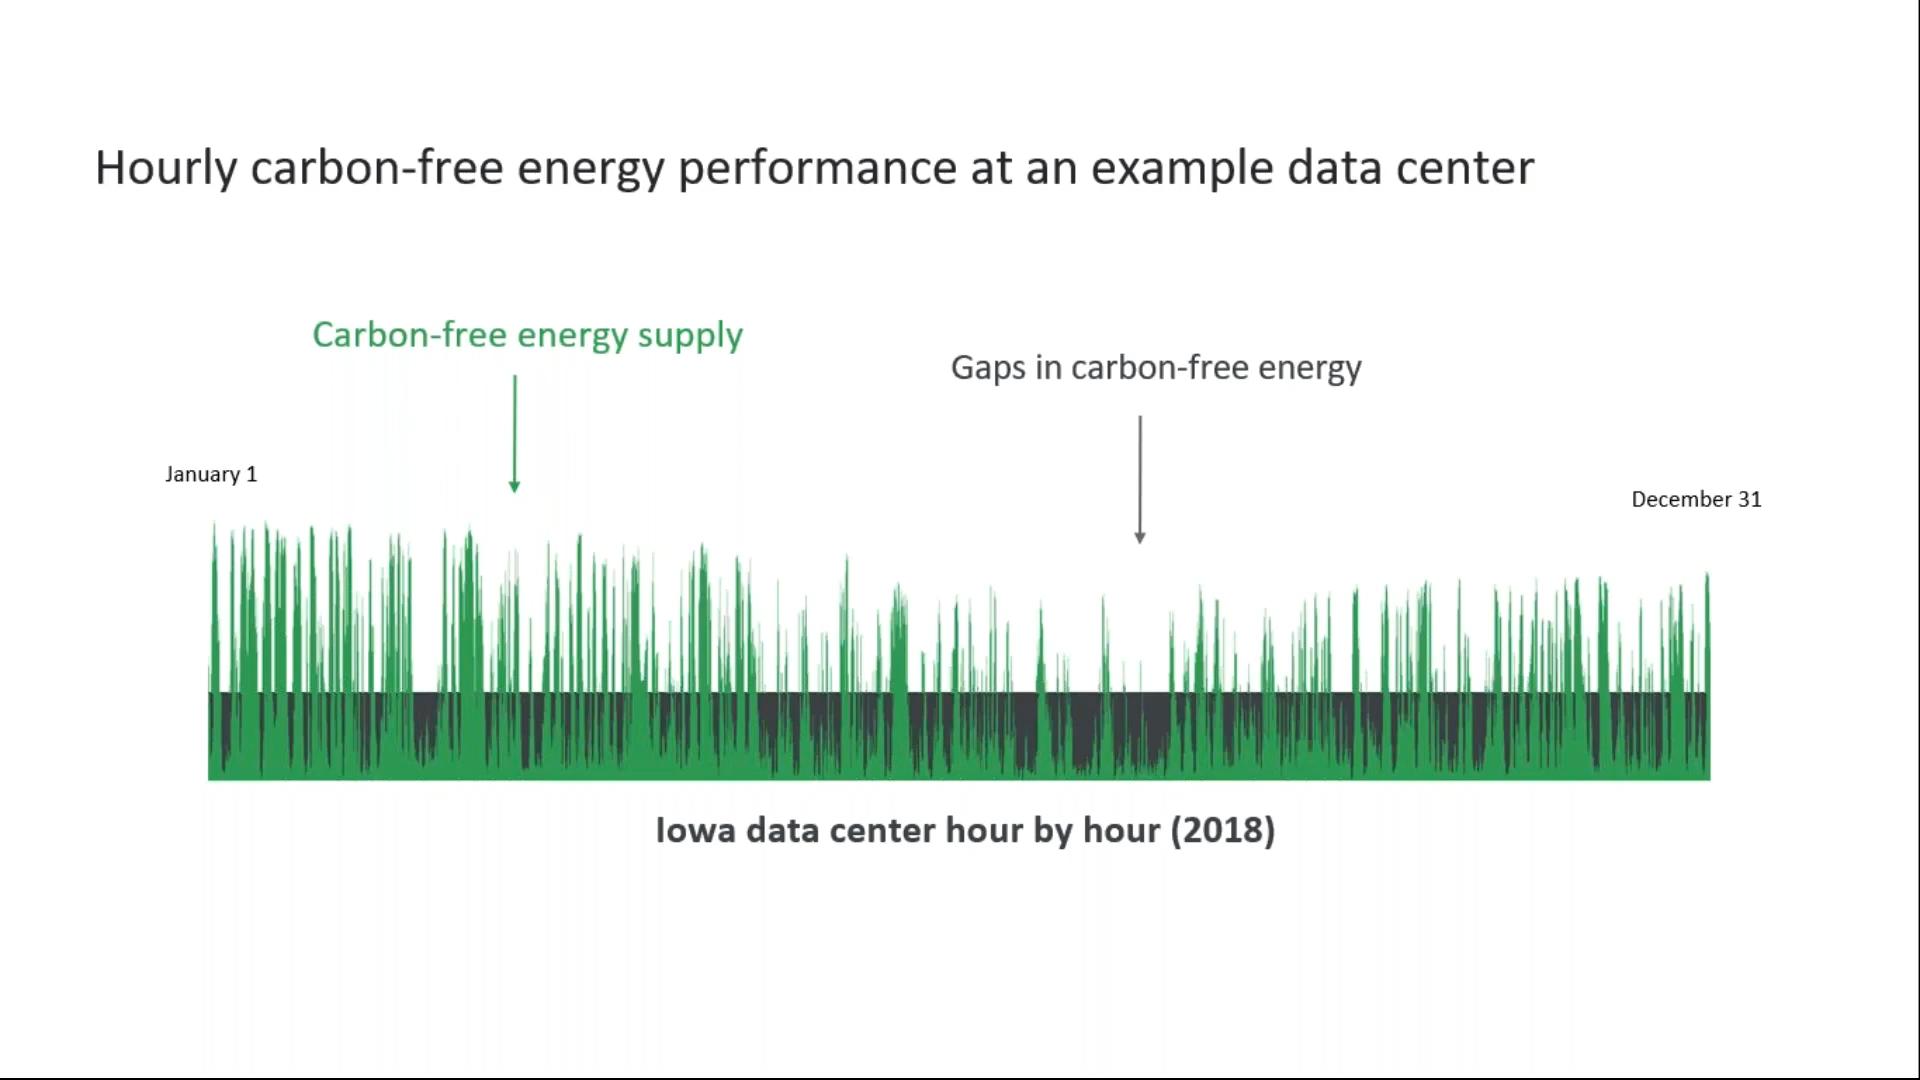 Hourly carbon-free energy performance at an example data center
Carbon-free energy supply
Gaps in carbon-free energy
January 1
December 31
Iowa data center hour by hour (2018)